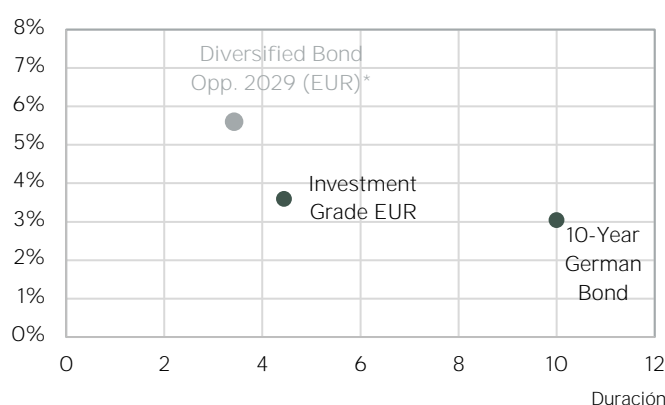 8%
7%
6%
5%
4%
3%
2%
1%
0%
Diversified Bond
Opp. 2029 (EUR)*
Investment
Grade EUR
10-Year
German
Bond
0 2 4 6 8 10 12
Duración